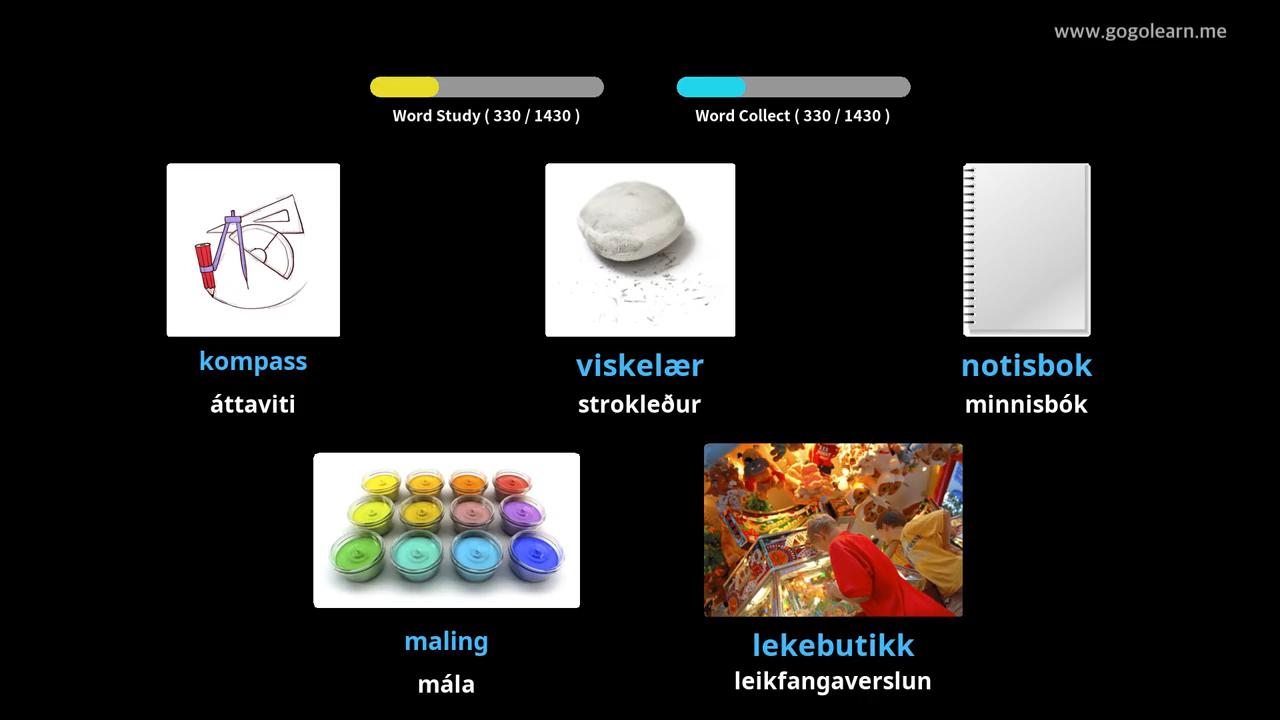 www.gogolearn.me
Word Study ( 330 / 1430 )
Word Collect ( 330 / 1430 )
kompass
áttaviti
viskelær
strokleður
notisbok
minnisbók
maling
mála
lekebutikk
leikfangaverslun